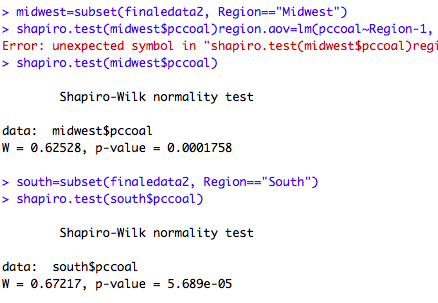 > midwest=subset(finaledata2, Region=="Midwest")
> shapiro.test(midwest$pccoal)region.aov=lm(pccoal~Region-1,
Error: unexpected symbol in "shapiro.test(midwest$pccoal)regi
> shapiro.test(midwest$pccoal)
Shapiro-Wilk normality test
data:  midwest$pccoal
W = 0.62528, p-value = 0.0001758
> south=subset(finaledata2, Region=="South")
> shapiro.test(south$pccoal)
Shapiro-Wilk normality test
data:  south$pccoal
W = 0.67217, p-value = 5.689e-05